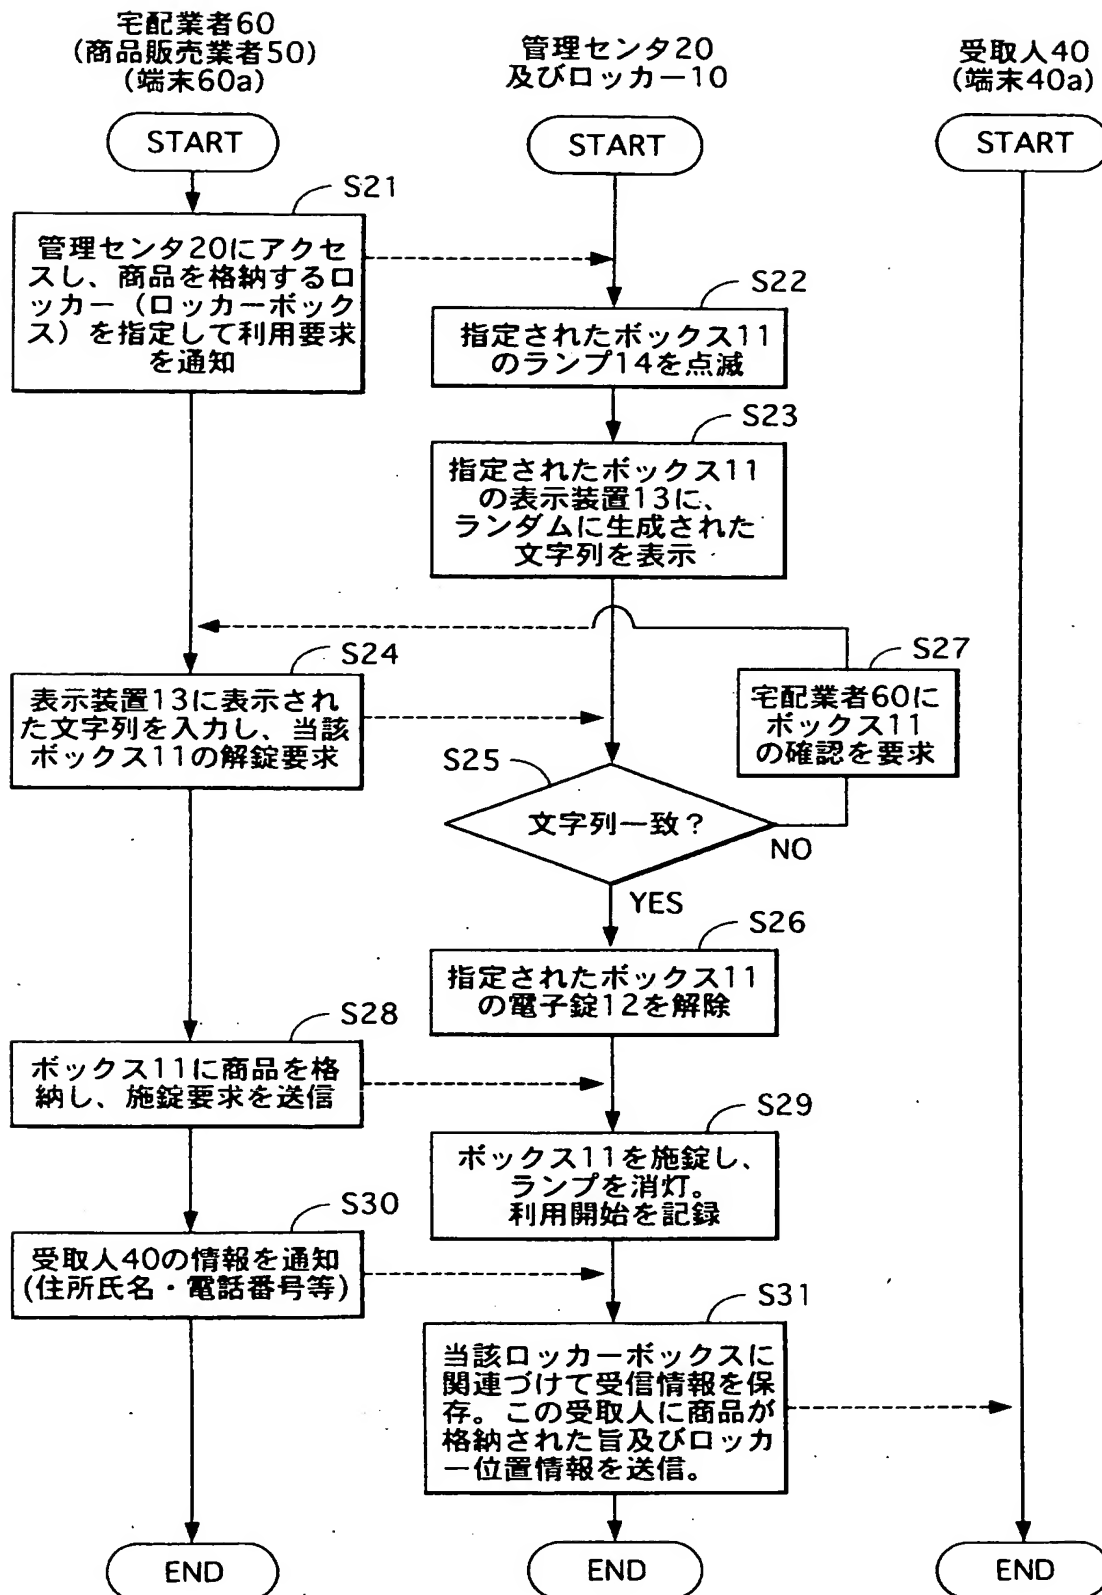 宅配業者60
(商品販売業者50)
(端末60a)
管理センタ20
及びロッカー10
受取人40
(端末40a)
START
START
START
S21
管理センタ20にアクセ
スし、商品を格納するロ
ッカー（ロッカーボック
ス）を指定して利用要求
を通知
S22
指定されたボックス11
のランプ14を点滅
S23
指定されたボックス11
の表示装置13に、
ランダムに生成された
文字列を表示
S24
表示装置13に表示され
た文字列を入力し、当該
ボックス11の解錠要求
S27
宅配業者60に
ボックス11
の確認を要求
S25
文字列一致？
NO
YES
S26
指定されたボックス11
の電子錠12を解除
S28
ボックス11に商品を格
納し、施錠要求を送信
S29
ボックス11を施錠し、
ランプを消灯。
利用開始を記録
S30
受取人40の情報を通知
(住所氏名・電話番号等)
S31
当該ロッカーボックスに
関連づけて受信情報を保
存。この受取人に商品が
格納された旨及びロッカ
ー位置情報を送信。
END
END
END